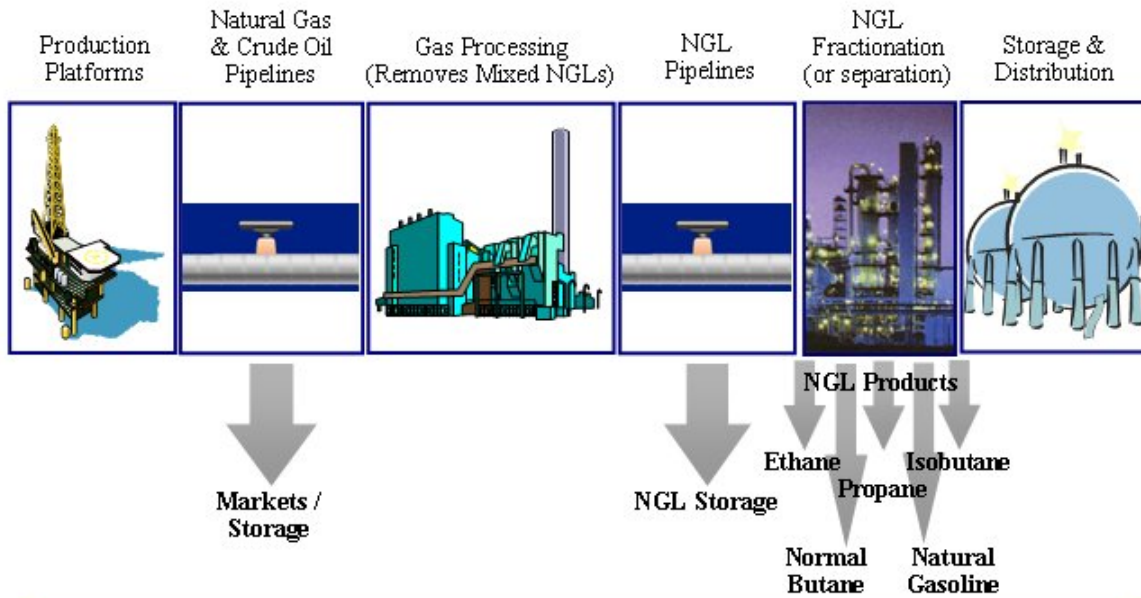 Production
Platforms
Natural Gas
& Crude Oil
Pipelines
Gas Processing
(Removes Mixed NGLs)
NGL
Pipelines
NGL
Fractionation
(or separation)
Storage &
Distribution
NGL Products
Ethane
Isobutane
Propane
Markets /
Storage
NGL Storage
Normal
Butane
Natural
Gasoline